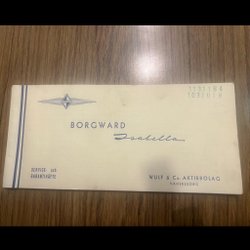 BORGWARD
Isabella
SERVICE och
GARANTIHÄFTE
WULF & Co. AKTIEBOLAG